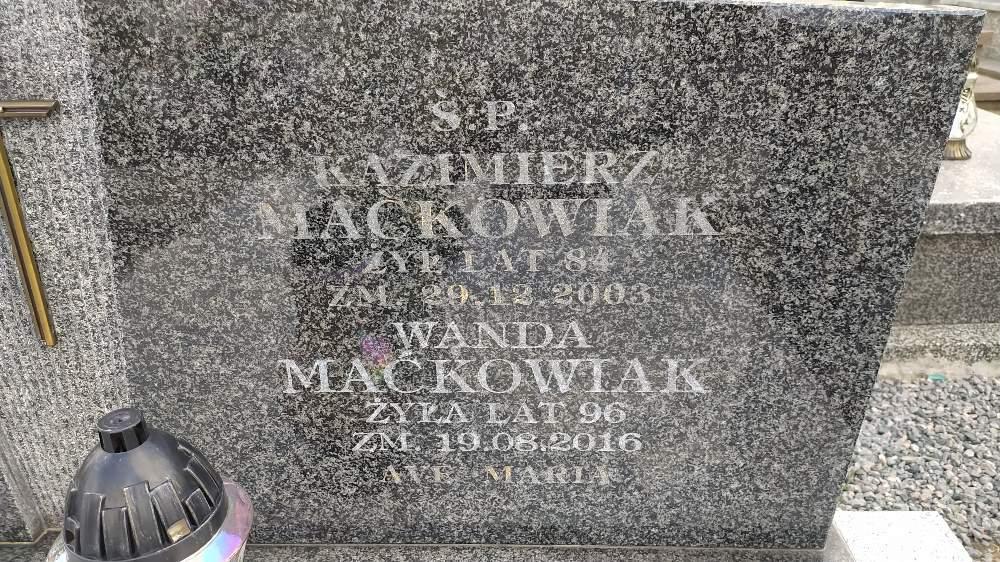 Ś.P.
KAZIMIERZ
MAĆKOWIAK
ŻYŁ LAT 84
ZM. 29.12.2003
WANDA
MAĆKOWIAK
ŻYŁA LAT 96
ZM. 19.08.2016
AVE MARIA